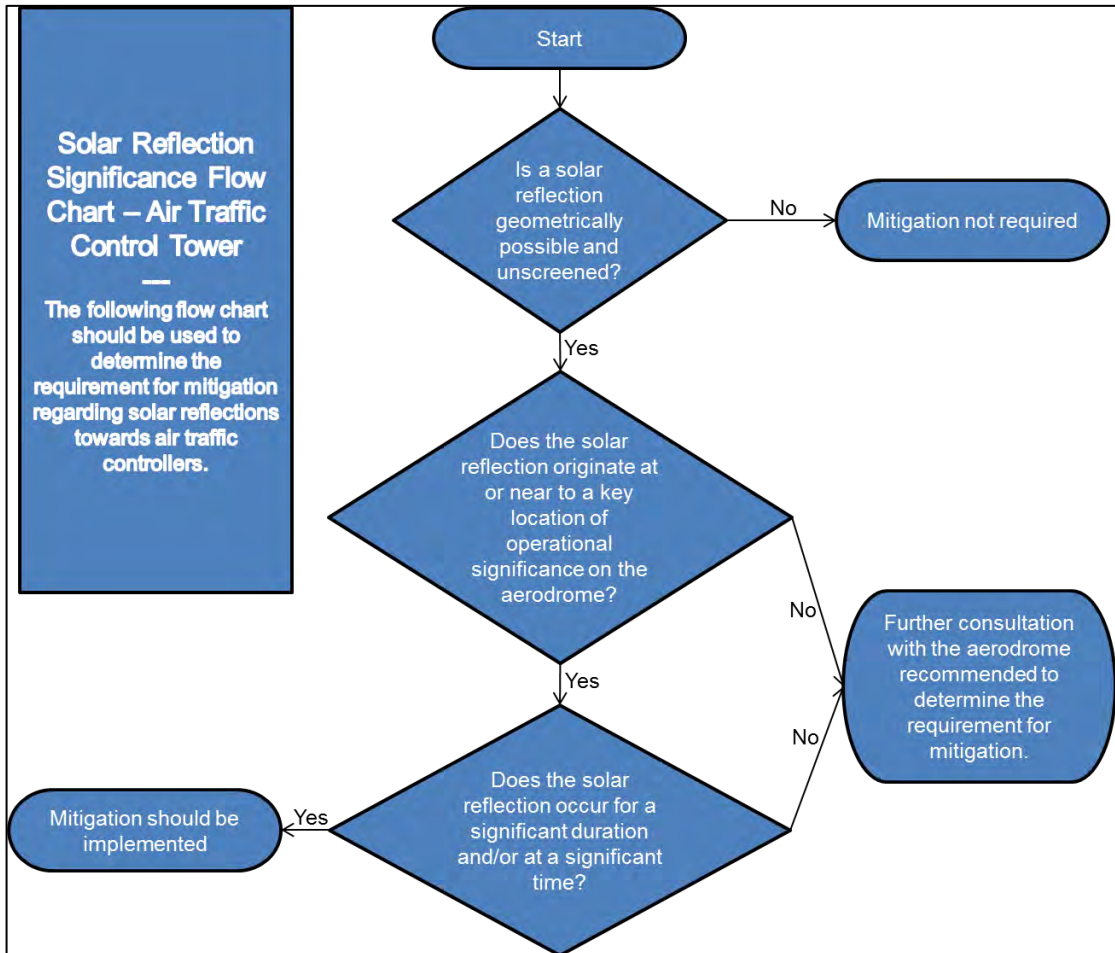 Solar Reflection
Significance Flow
Chart – Air Traffic
Control Tower
---
The following flow chart
should be used to
determine the
requirement for mitigation
regarding solar reflections
towards air traffic
controllers.
Start
Is a solar
reflection
geometrically
possible and
unscreened?
No
Mitigation not required
Yes
Does the solar
reflection originate at
or near to a key
location of
operational
significance on the
aerodrome?
No
Further consultation
with the aerodrome
recommended to
determine the
requirement for
mitigation.
Yes
No
Does the solar
reflection occur for a
significant duration
and/or at a significant
time?
Yes
Mitigation should be
implemented